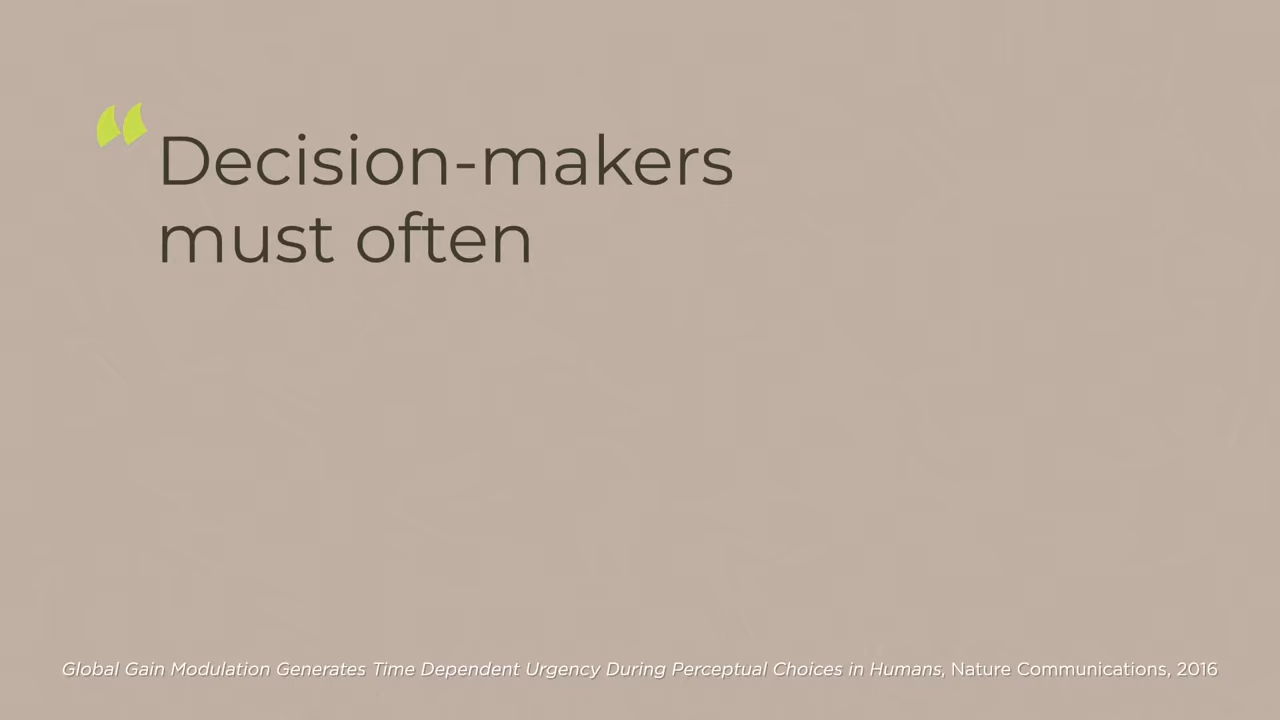 “Decision-makers
must often
Global Gain Modulation Generates Time Dependent Urgency During Perceptual Choices in Humans, Nature Communications, 2016